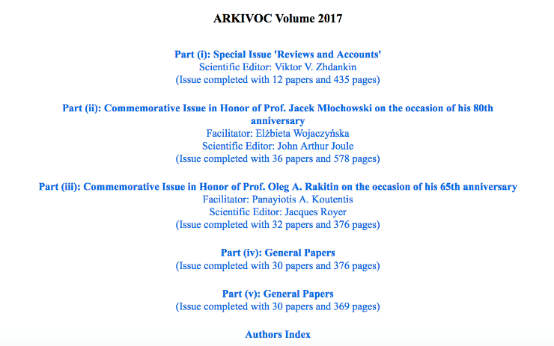 ARKIVOC Volume 2017
Part (i): Special Issue 'Reviews and Accounts'
Scientific Editor: Viktor V. Zhdankin
(Issue completed with 12 papers and 435 pages)
Part (ii): Commemorative Issue in Honor of Prof. Jacek Młochowski on the occasion of his 80th
anniversary
Facilitator: Elżbieta Wojaczyńska
Scientific Editor: John Arthur Joule
(Issue completed with 36 papers and 578 pages)
Part (iii): Commemorative Issue in Honor of Prof. Oleg A. Rakitin on the occasion of his 65th anniversary
Facilitator: Panayiotis A. Koutentis
Scientific Editor: Jacques Royer
(Issue completed with 32 papers and 376 pages)
Part (iv): General Papers
(Issue completed with 30 papers and 376 pages)
Part (v): General Papers
(Issue completed with 30 papers and 369 pages)
Authors Index